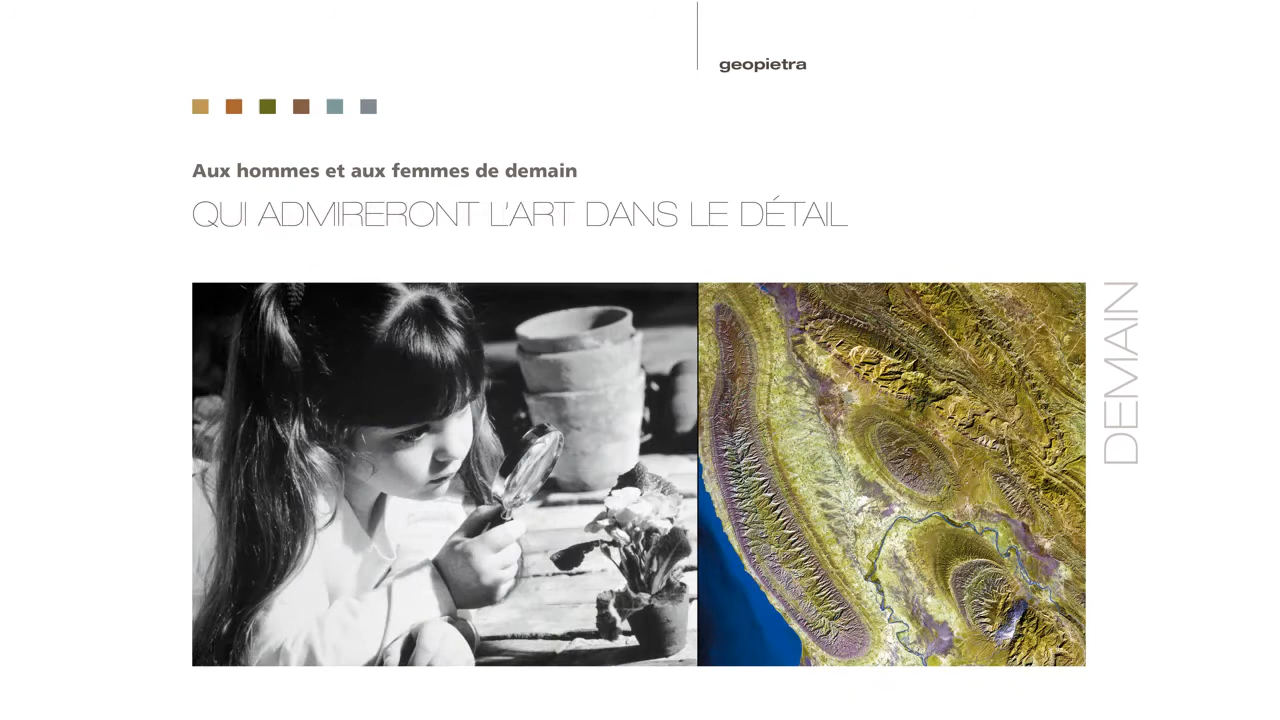 geopietra
Aux hommes et aux femmes de demain
QUI ADMIRERONT L'ART DANS LE DÉTAIL
DEMAIN